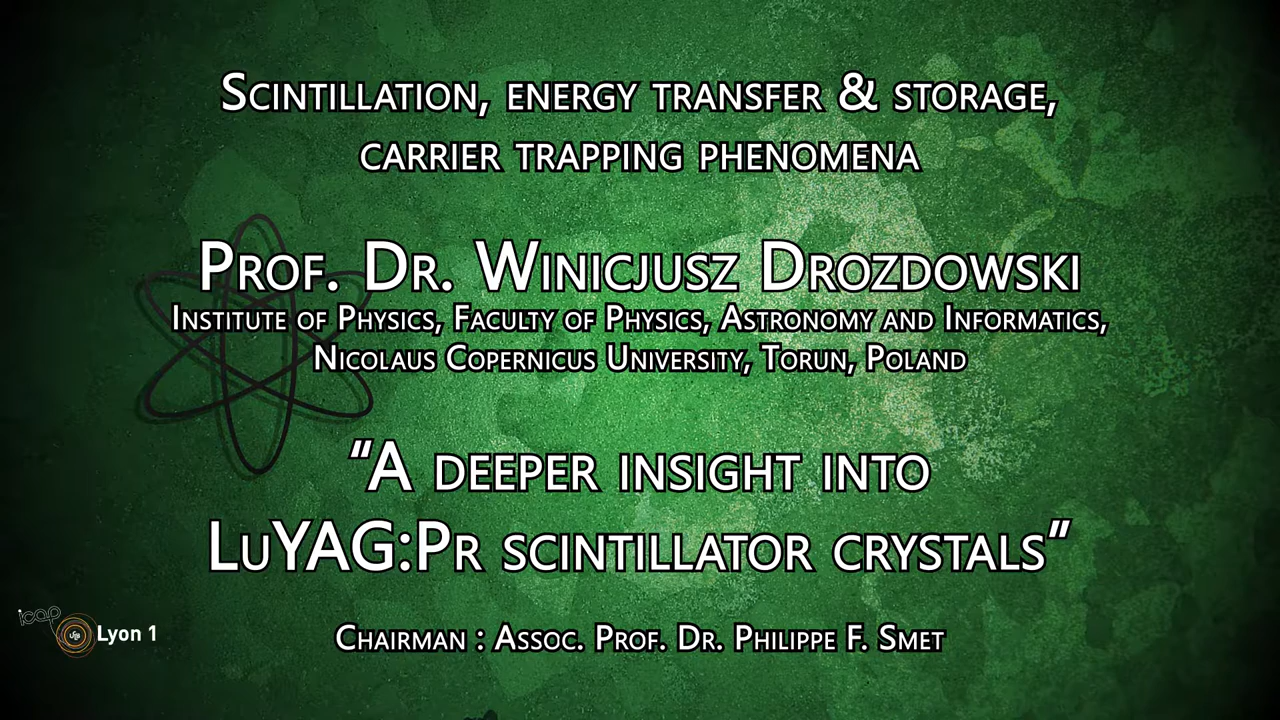 Scintillation, energy transfer & storage,
carrier trapping phenomena
Prof. Dr. Winicjusz Drozdowski
Institute of Physics, Faculty of Physics, Astronomy and Informatics,
Nicolaus Copernicus University, Torun, Poland
“A deeper insight into
LuYAG:Pr scintillator crystals”
icap
Lyon 1
Chairman : Assoc. Prof. Dr. Philippe F. Smet